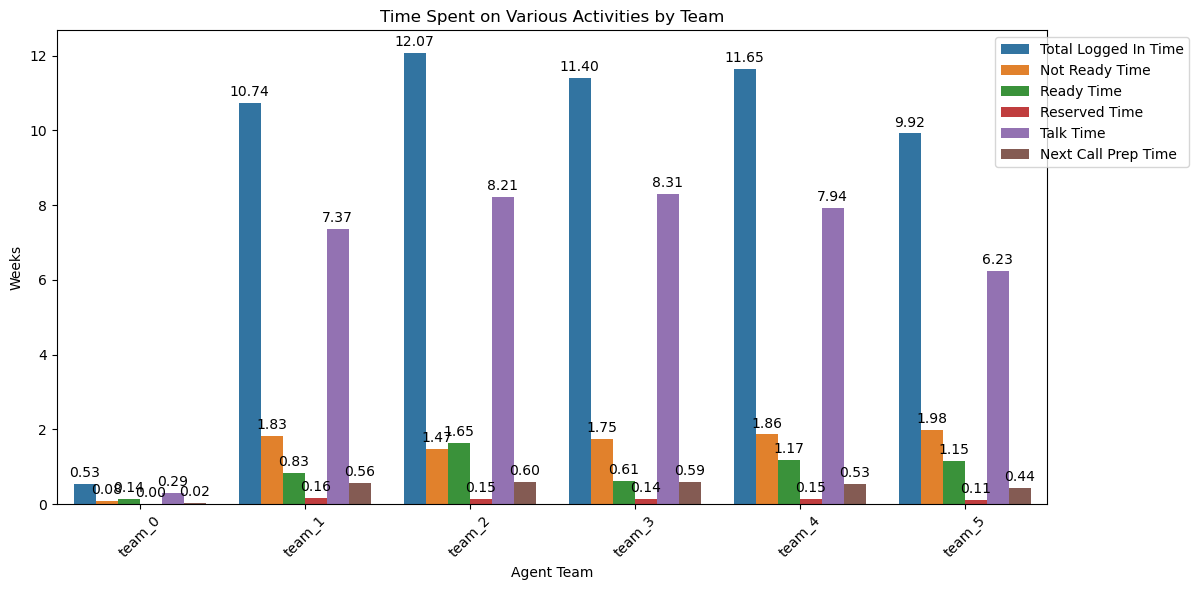 Time Spent on Various Activities by Team
Total Logged In Time
Not Ready Time
Ready Time
Reserved Time
Talk Time
Next Call Prep Time
Weeks
12
10
8
6
4
2
0
0.53
0.08
0.14
0.00
0.29
0.02
10.74
1.83
0.83
0.16
7.37
0.56
12.07
1.47
1.65
0.15
8.21
0.60
11.40
1.75
0.61
0.14
8.31
0.59
11.65
1.86
1.17
0.15
7.94
0.53
9.92
1.98
1.15
0.11
6.23
0.44
team_0
team_1
team_2
team_3
team_4
team_5
Agent Team